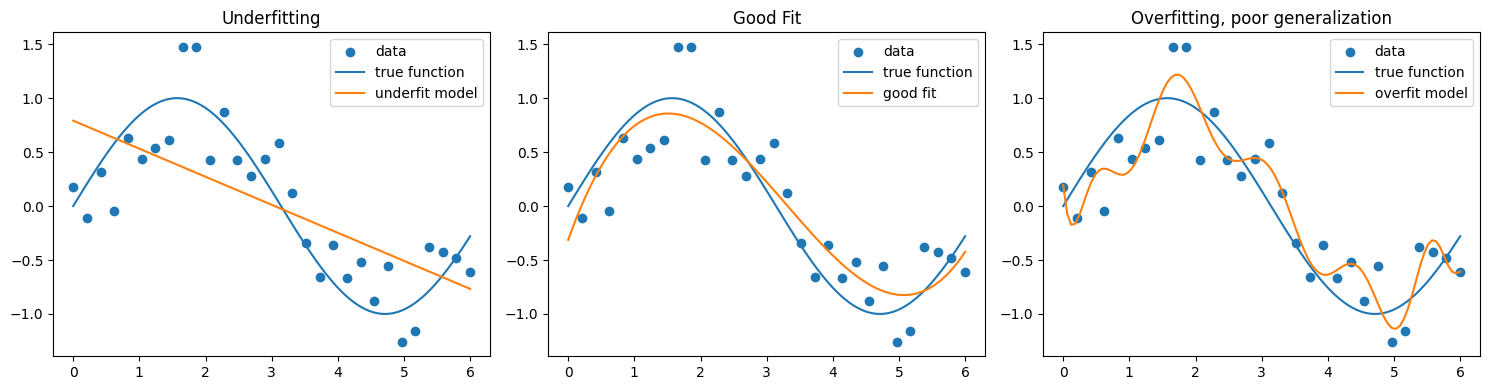 Underfitting
data
true function
underfit model
1.5
1.0
0.5
0.0
−0.5
−1.0
0 1 2 3 4 5 6
Good Fit
data
true function
good fit
1.5
1.0
0.5
0.0
−0.5
−1.0
0 1 2 3 4 5 6
Overfitting, poor generalization
data
true function
overfit model
1.5
1.0
0.5
0.0
−0.5
−1.0
0 1 2 3 4 5 6